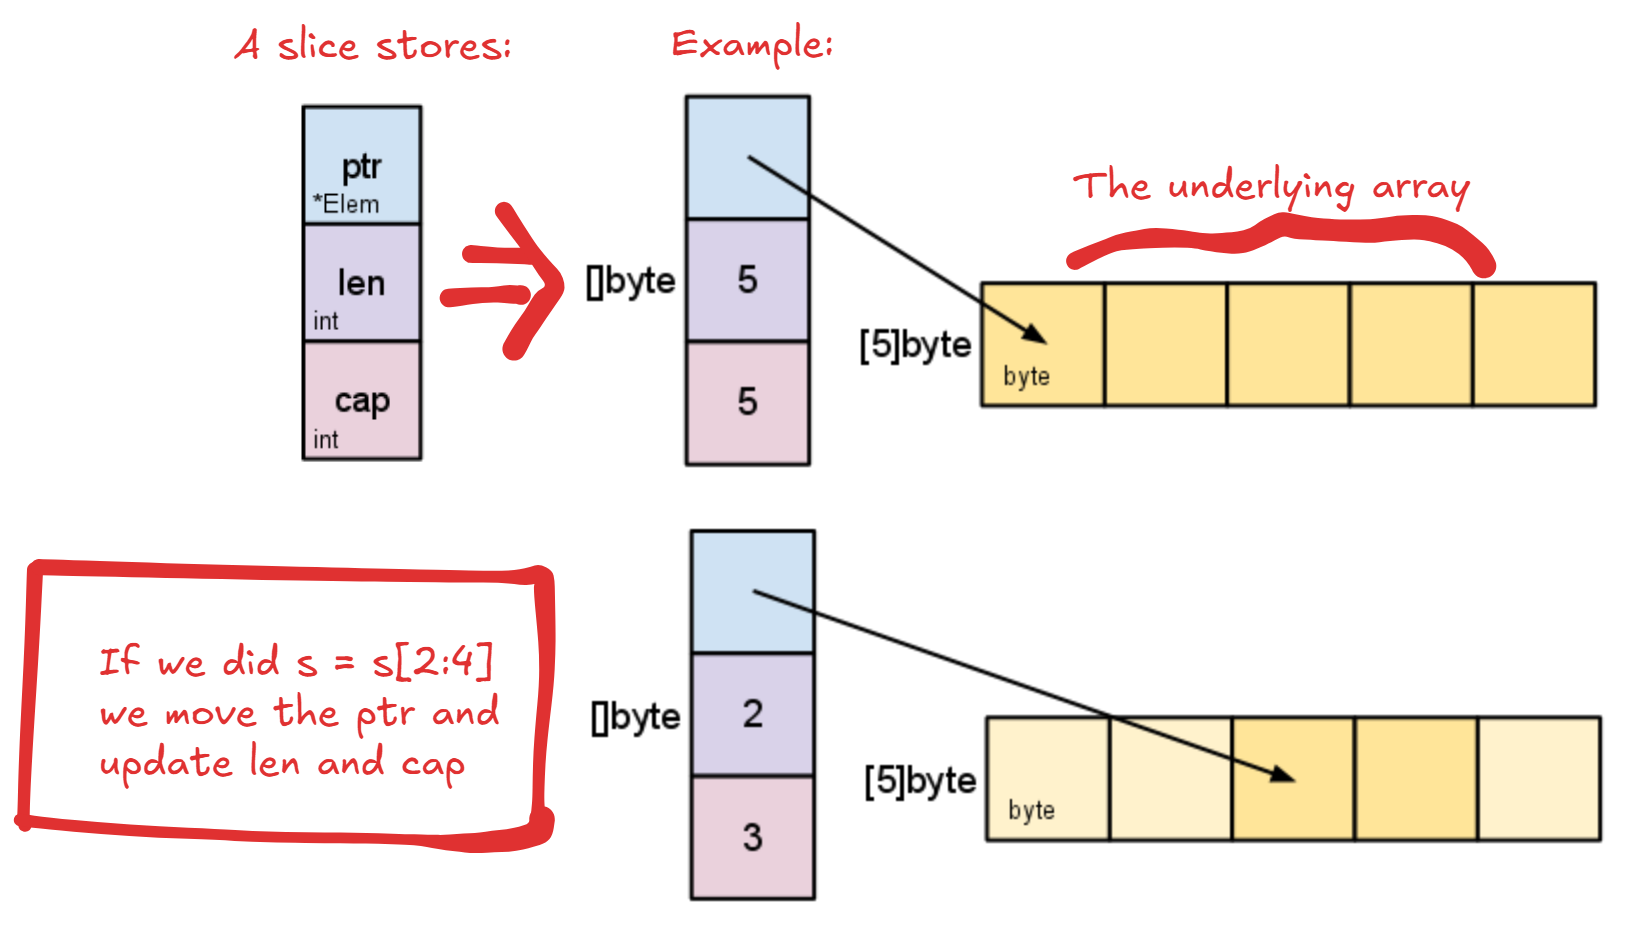 A slice stores:
Example:
ptr
*Elem
len
int
cap
int
[]byte
5
5
The underlying array
[5]byte
byte
If we did s = s[2:4]
we move the ptr and
update len and cap
[]byte
2
3
[5]byte
byte